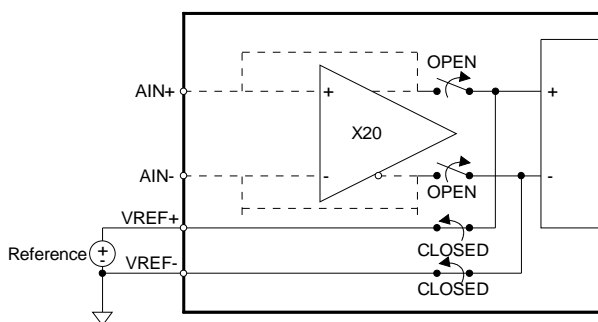 OPEN
AIN+
+
+
X20
AIN-
-
-
OPEN
VREF+
CLOSED
Reference
+
-
VREF-
CLOSED